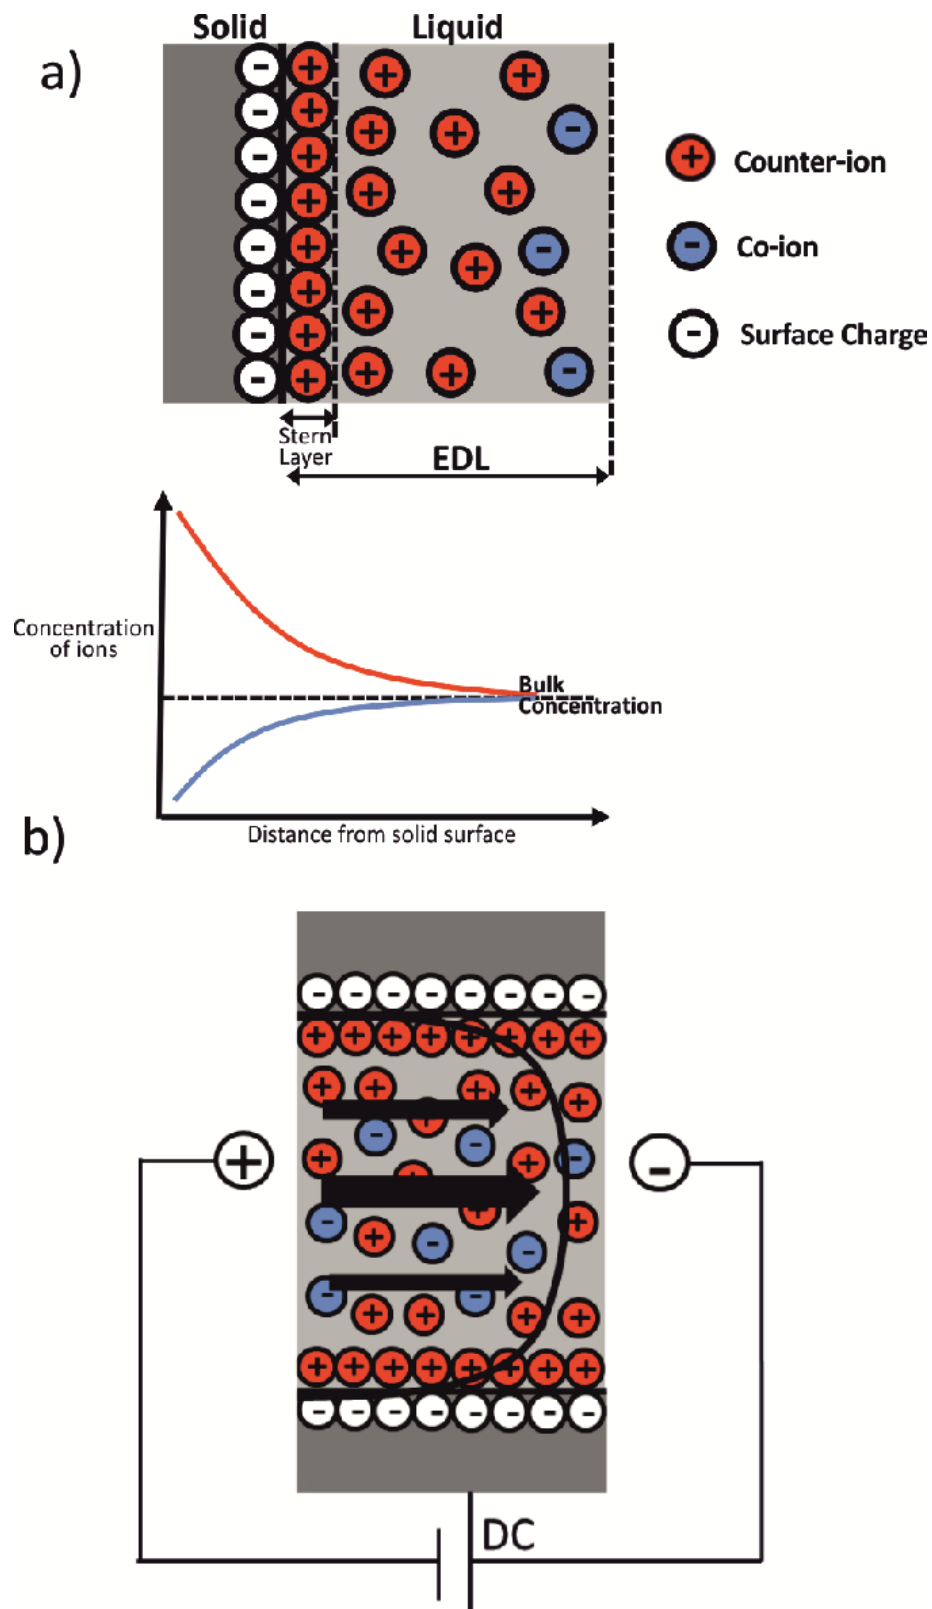 Solid
Liquid
a)
Counter-ion
Co-ion
Surface Charge
Stern
Layer
EDL
Concentration
of ions
Bulk
Concentration
Distance from solid surface
b)
DC